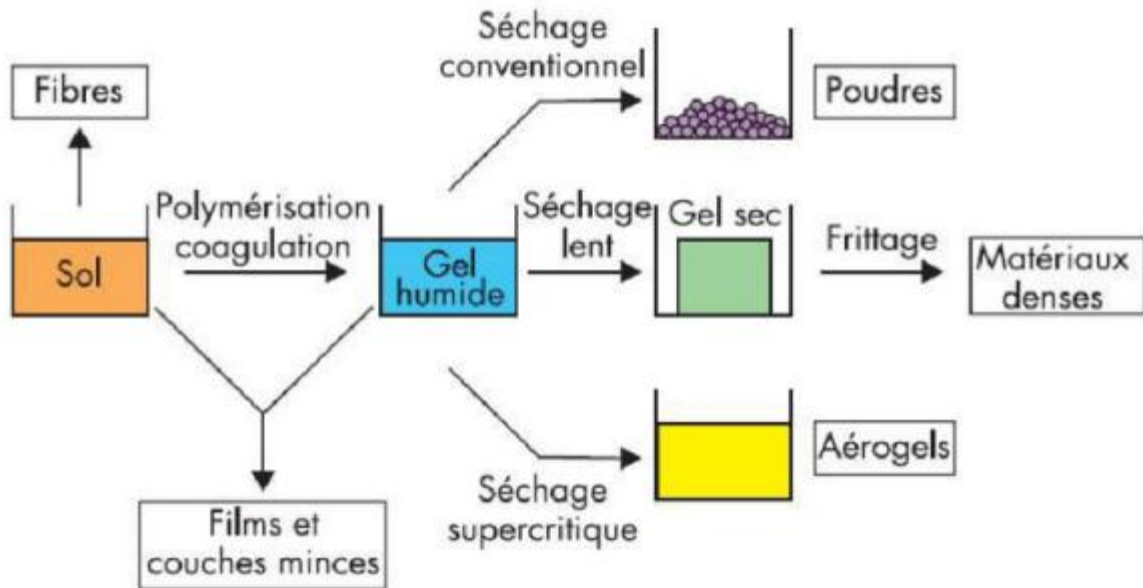 Séchage
conventionnel
Fibres
Poudres
Polymérisation
coagulation
Séchage
lent
Gel sec
Frittage
Sol
Gel
humide
Matériaux
denses
Aérogels
Séchage
supercritique
Films et
couches minces